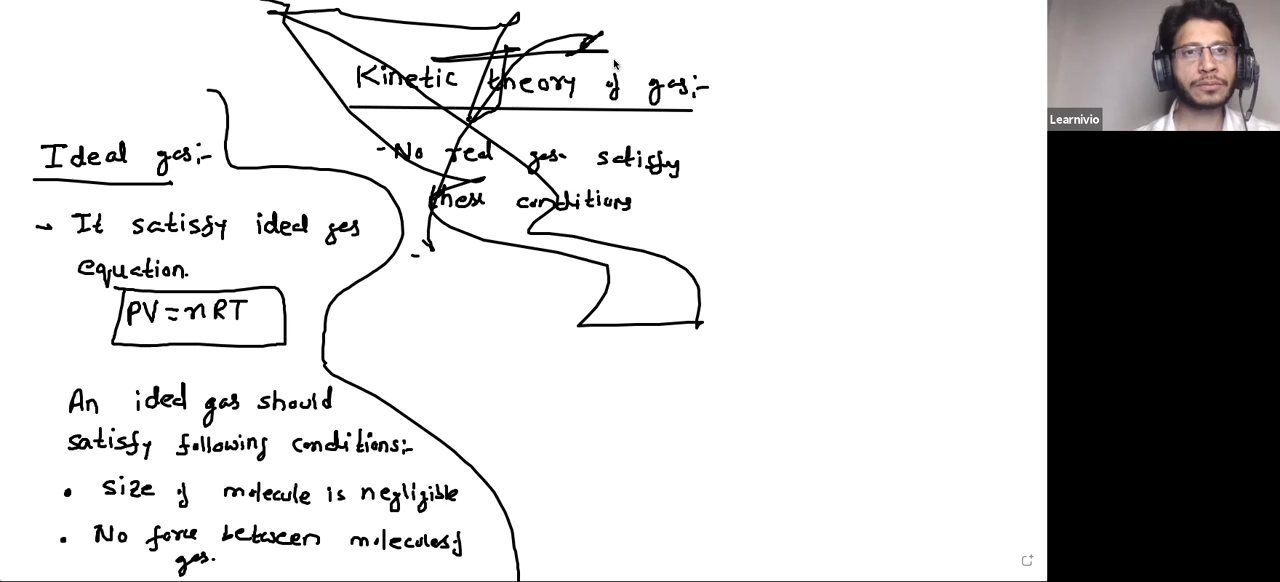 Kinetic theory of gas:-
Ideal gas:-
→ It satisfy ideal gas
equation.
PV = nRT
An ideal gas should
satisfy following conditions:-
• Size of molecule is negligible
• No force between molecules of
gas.
- No real gas satisfy
these conditions
-
Learnivio